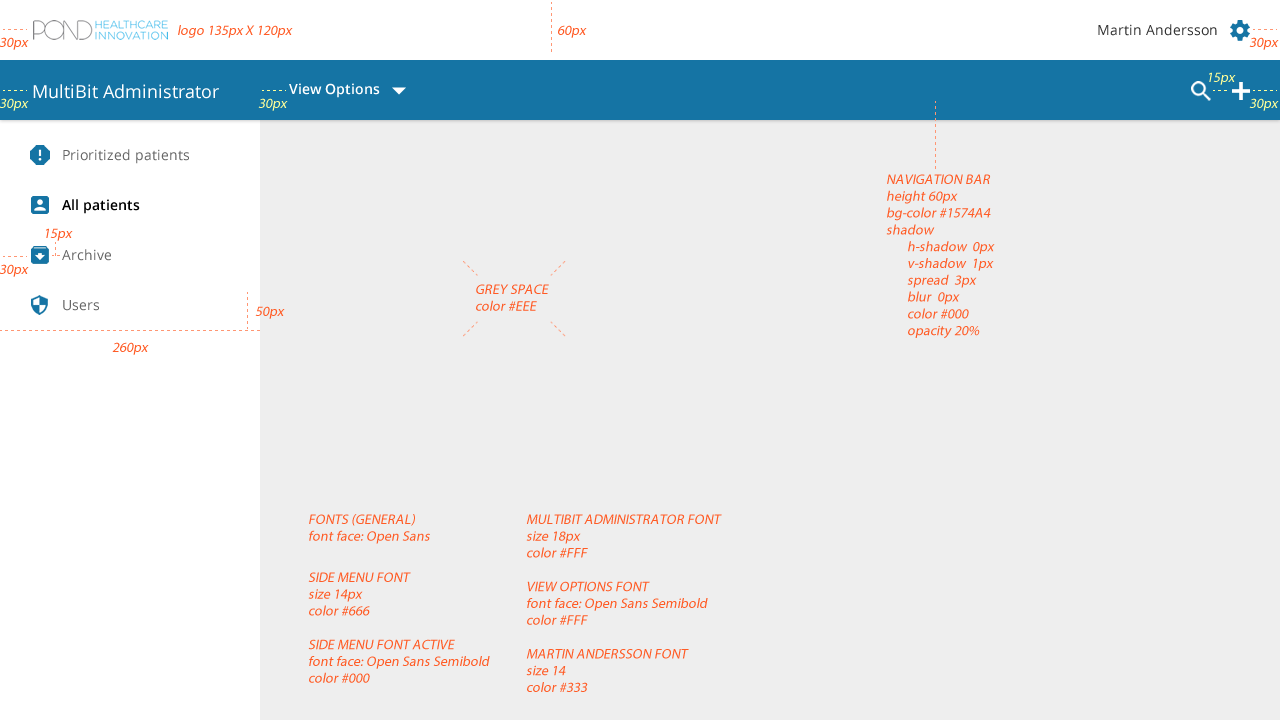 POND HEALTHCARE
INNOVATION
logo 135px X 120px
60px
Martin Andersson
30px
30px
MultiBit Administrator
30px
View Options
30px
15px
30px
Prioritized patients
All patients
15px
Archive
30px
Users
50px
260px
NAVIGATION BAR
height 60px
bg-color #1574A4
shadow
h-shadow 0px
v-shadow 1px
spread 3px
blur 0px
color #000
opacity 20%
GREY SPACE
color #EEE
FONTS (GENERAL)
font face: Open Sans
SIDE MENU FONT
size 14px
color #666
SIDE MENU FONT ACTIVE
font face: Open Sans Semibold
color #000
MULTIBIT ADMINISTRATOR FONT
size 18px
color #FFF
VIEW OPTIONS FONT
font face: Open Sans Semibold
color #FFF
MARTIN ANDERSSON FONT
size 14
color #333